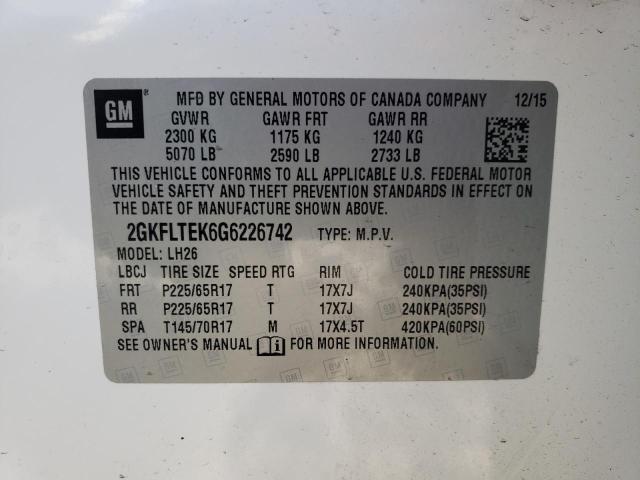 GM ® MFD BY GENERAL MOTORS OF CANADA COMPANY 12/15
GVWR GAWR FRT GAWR RR
2300 KG 1175 KG 1240 KG
5070 LB 2590 LB 2733 LB
THIS VEHICLE CONFORMS TO ALL APPLICABLE U.S. FEDERAL MOTOR
VEHICLE SAFETY AND THEFT PREVENTION STANDARDS IN EFFECT ON
THE DATE OF MANUFACTURE SHOWN ABOVE.
2GKFLTEK6G6226742 TYPE: M.P.V.
MODEL: LH26
LBCJ TIRE SIZE SPEED RTG RIM COLD TIRE PRESSURE
FRT P225/65R17 T 17X7J 240KPA(35PSI)
RR P225/65R17 T 17X7J 240KPA(35PSI)
SPA T145/70R17 M 17X4.5T 420KPA(60PSI)
SEE OWNER'S MANUAL i FOR MORE INFORMATION.